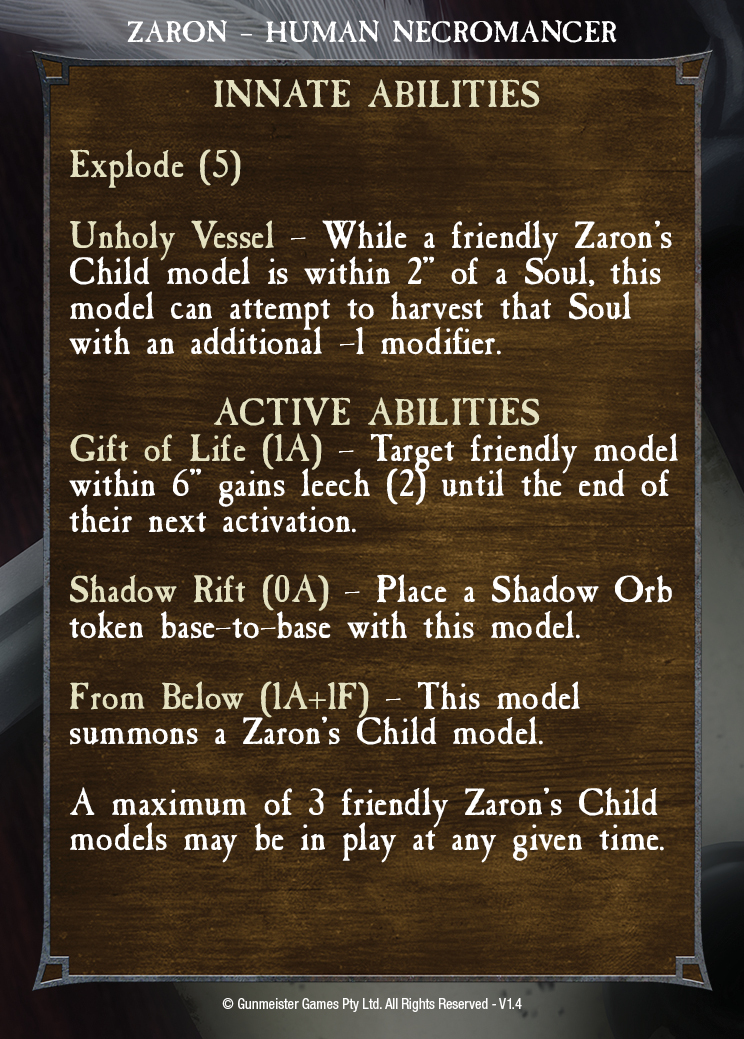 ZARON – HUMAN NECROMANCER
INNATE ABILITIES
Explode (5)
Unholy Vessel – While a friendly Zaron's
Child model is within 2" of a Soul, this
model can attempt to harvest that Soul
with an additional –1 modifier.
ACTIVE ABILITIES
Gift of Life (1A) – Target friendly model
within 6" gains leech (2) until the end of
their next activation.
Shadow Rift (0A) – Place a Shadow Orb
token base–to–base with this model.
From Below (1A+1F) – This model
summons a Zaron's Child model.
A maximum of 3 friendly Zaron's Child
models may be in play at any given time.
© Gunmeister Games Pty Ltd. All Rights Reserved - V1.4